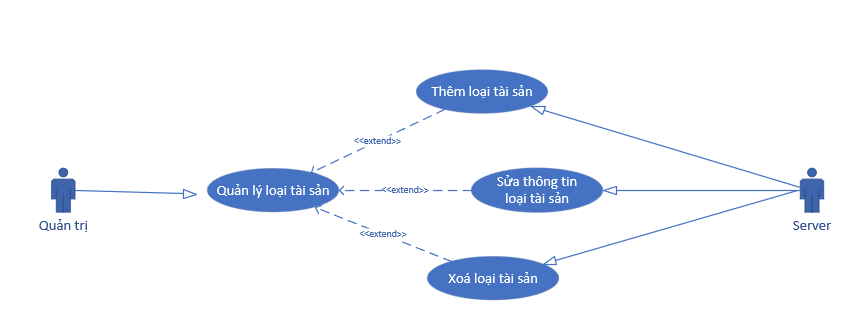 Thêm loại tài sản
<<extend>>
Quản lý loại tài sản
<<extend>>
Sửa thông tin
loại tài sản
Quản trị
Server
<<extend>>
Xoá loại tài sản